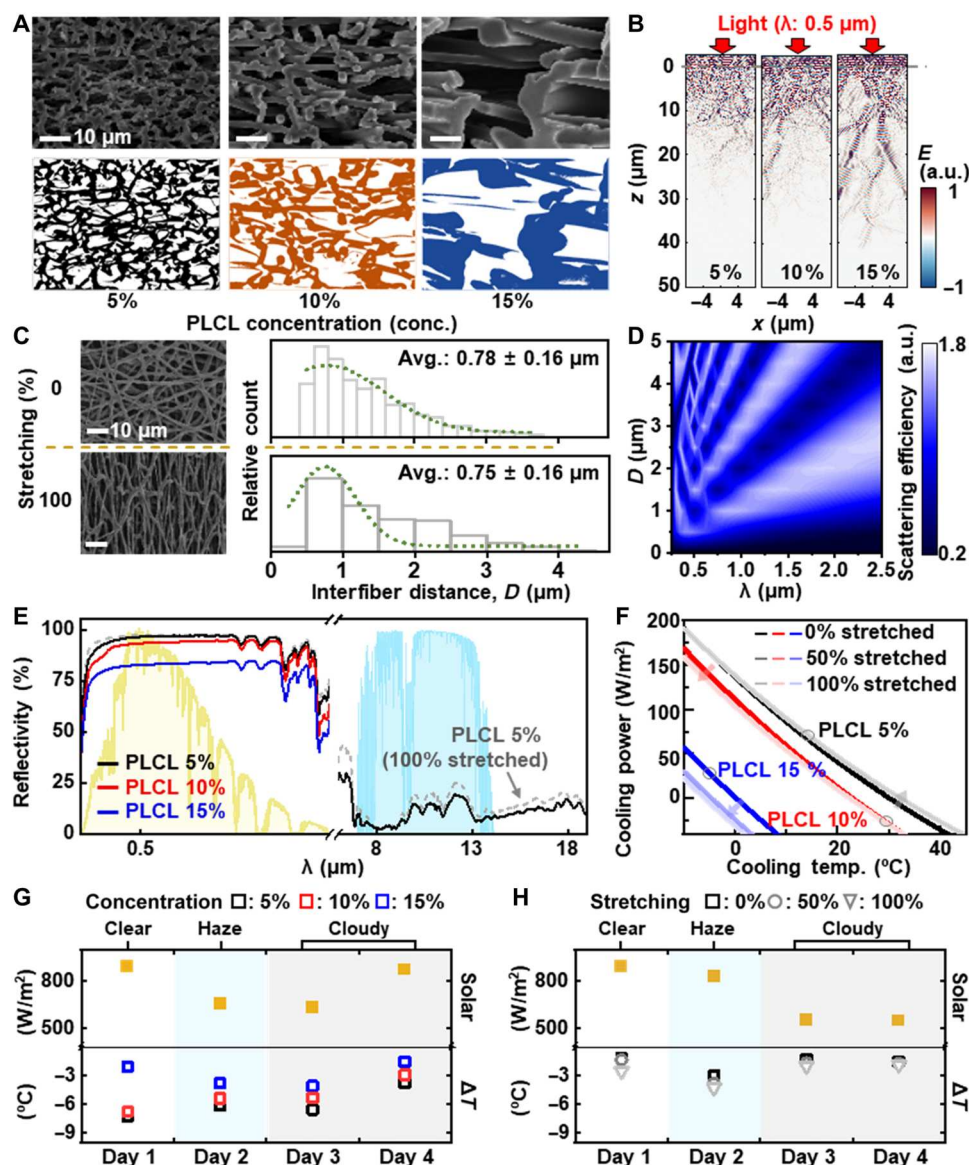 A
10 μm
5%
10%
15%
PLCL concentration (conc.)
B
Light (λ: 0.5 μm)
0
10
20
30
40
50
z (μm)
5%
10%
15%
−4 4
−4 4
−4 4
x (μm)
E
(a.u.)
1
−1
C
Stretching (%)
0
100
10 μm
Relative count
Avg.: 0.78 ± 0.16 μm
Avg.: 0.75 ± 0.16 μm
0 1 2 3 4
Interfiber distance, D (μm)
D
5
4
3
2
1
0
D (μm)
0.5 1.0 1.5 2.0 2.5
λ (μm)
Scattering efficiency (a.u.)
1.8
0.2
E
100
75
50
25
0
Reflectivity (%)
PLCL 5%
PLCL 10%
PLCL 15%
PLCL 5%
(100% stretched)
0.5 8 13 18
λ (μm)
F
200
150
100
50
0
Cooling power (W/m²)
0% stretched
50% stretched
100% stretched
PLCL 5%
PLCL 15 %
PLCL 10%
0 20 40
Cooling temp. (ºC)
G
Concentration : 5% : 10% : 15%
Clear Haze Cloudy
800
500
(W/m²)
Solar
−3
−6
−9
(ºC)
ΔT
Day 1 Day 2 Day 3 Day 4
H
Stretching : 0% : 50% : 100%
Clear Haze Cloudy
800
500
(W/m²)
Solar
−3
−6
−9
(ºC)
ΔT
Day 1 Day 2 Day 3 Day 4